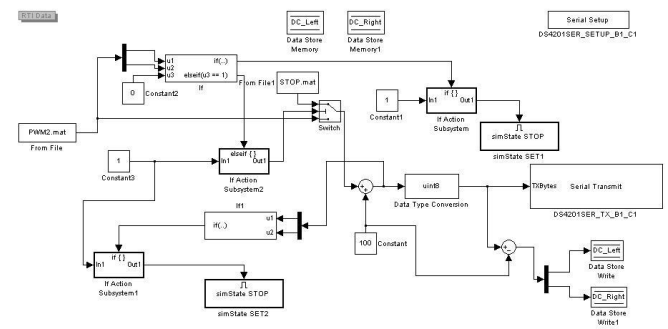 RTI Data
DC_Left
Data Store
Memory
DC_Right
Data Store
Memory1
Serial Setup
DS4201SER_SETUP_B1_C1
u1
u2
u3
if(..)
elseif(u3 == 1)
If
0
Constant2
From File1
STOP.mat
Switch
1
Constant1
if { }
In1
Out1
If Action
Subsystem
simState STOP
simState SET1
PWM2.mat
From File
1
Constant3
elseif { }
In1
Out1
If Action
Subsystem2
uint8
Data Type Conversion
TXBytes
Serial Transmit
DS4201SER_TX_B1_C1
If1
if(..)
u1
u2
100
Constant
if { }
In1
Out1
If Action
Subsystem1
simState STOP
simState SET2
DC_Left
Data Store
Write
DC_Right
Data Store
Write1